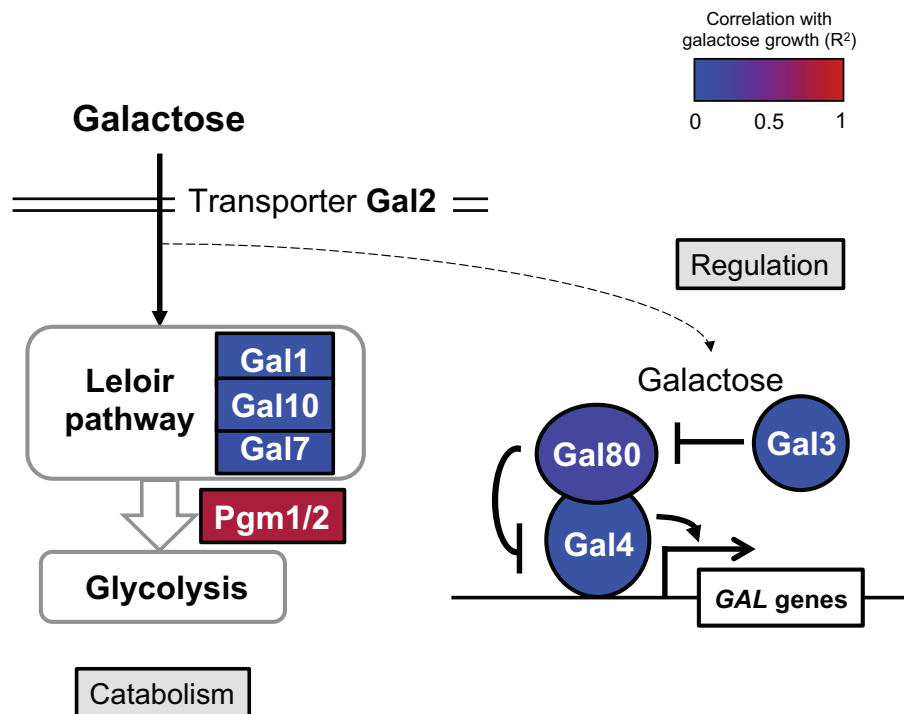 Correlation with
galactose growth (R²)
0 0.5 1
Galactose
Transporter Gal2
Regulation
Leloir
pathway
Gal1
Gal10
Gal7
Pgm1/2
Glycolysis
Catabolism
Galactose
Gal80
Gal3
Gal4
GAL genes